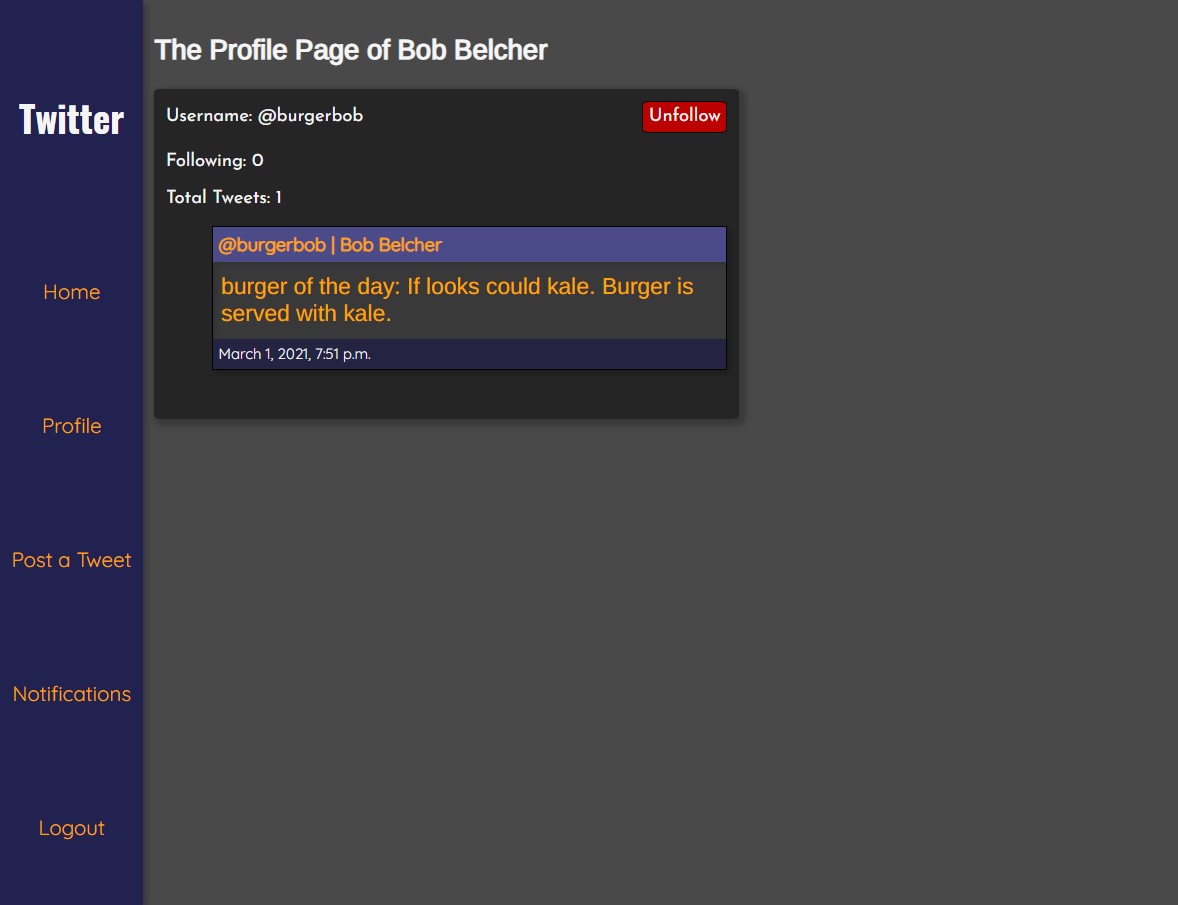 The Profile Page of Bob Belcher
Twitter
Home
Profile
Post a Tweet
Notifications
Logout
Username: @burgerbob
Unfollow
Following: 0
Total Tweets: 1
@burgerbob | Bob Belcher
burger of the day: If looks could kale. Burger is
served with kale.
March 1, 2021, 7:51 p.m.